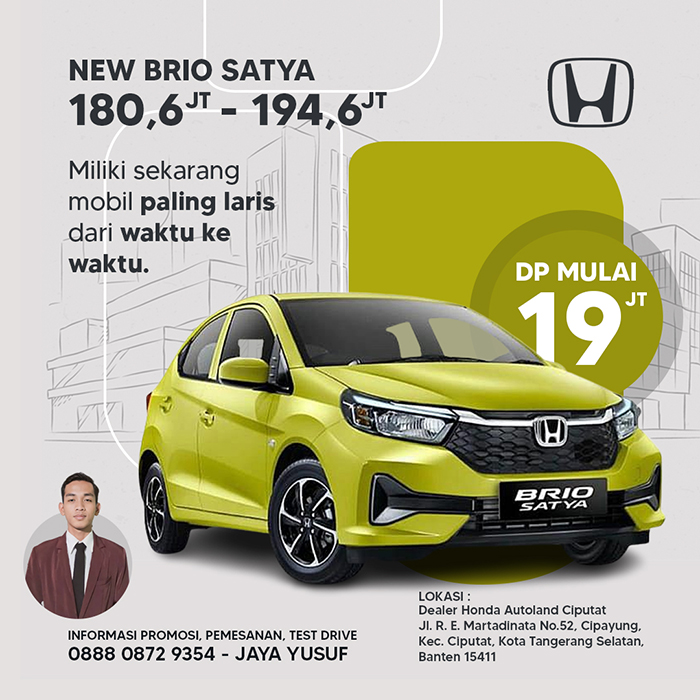 NEW BRIO SATYA
180,6JT - 194,6JT
Miliki sekarang
mobil paling laris
dari waktu ke
waktu.
DP MULAI
19JT
BRIO
SATYA
INFORMASI PROMOSI, PEMESANAN, TEST DRIVE
0888 0872 9354 - JAYA YUSUF
LOKASI :
Dealer Honda Autoland Ciputat
Jl. R. E. Martadinata No.52, Cipayung,
Kec. Ciputat, Kota Tangerang Selatan,
Banten 15411